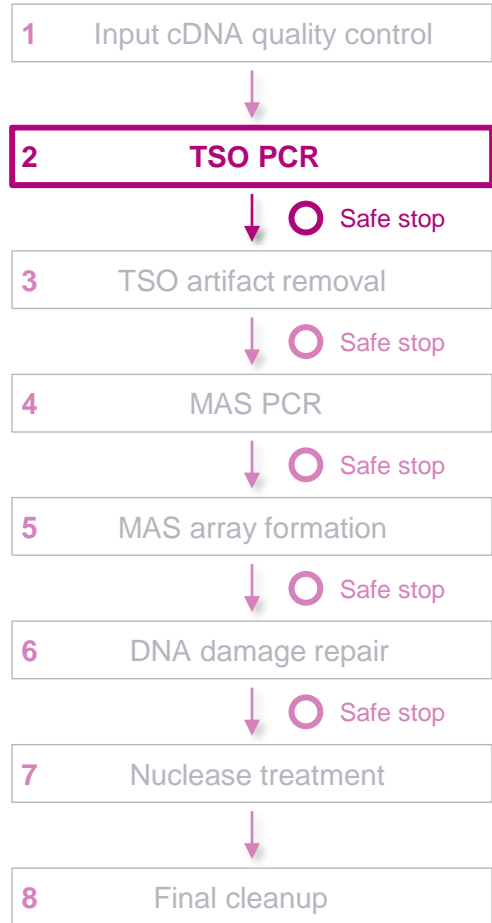 1 Input cDNA quality control
2 TSO PCR
Safe stop
3 TSO artifact removal
Safe stop
4 MAS PCR
Safe stop
5 MAS array formation
Safe stop
6 DNA damage repair
Safe stop
7 Nuclease treatment
8 Final cleanup